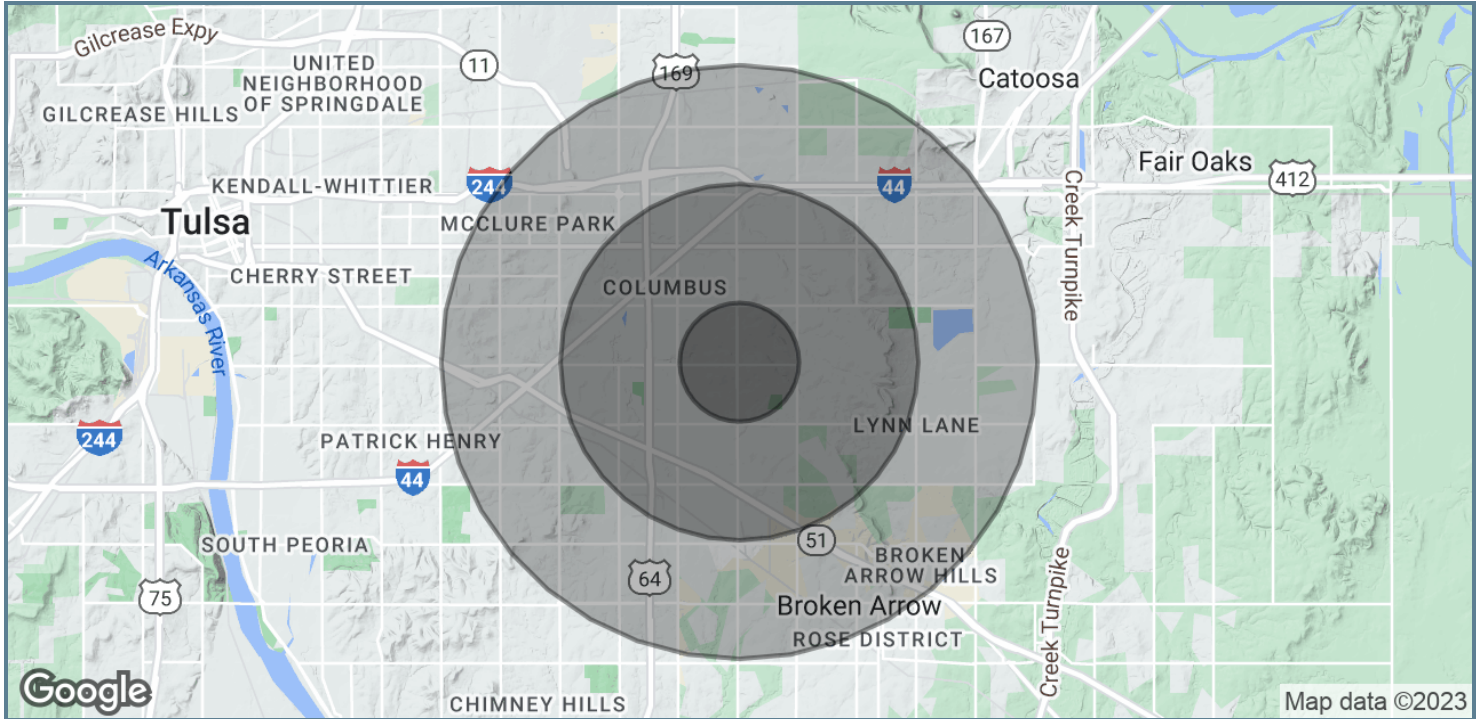 Gilcrease Expy
11
167
UNITED
NEIGHBORHOOD
OF SPRINGDALE
169
Catoosa
GILCREASE HILLS
Fair Oaks
KENDALL-WHITTIER
244
44
412
Tulsa
MCCLURE PARK
Creek Turnpike
CHERRY STREET
Arkansas River
COLUMBUS
LYNN LANE
244
PATRICK HENRY
44
SOUTH PEORIA
51
BROKEN
ARROW HILLS
75
64
Broken Arrow
ROSE DISTRICT
Creek Turnpike
CHIMNEY HILLS
Google
Map data ©2023